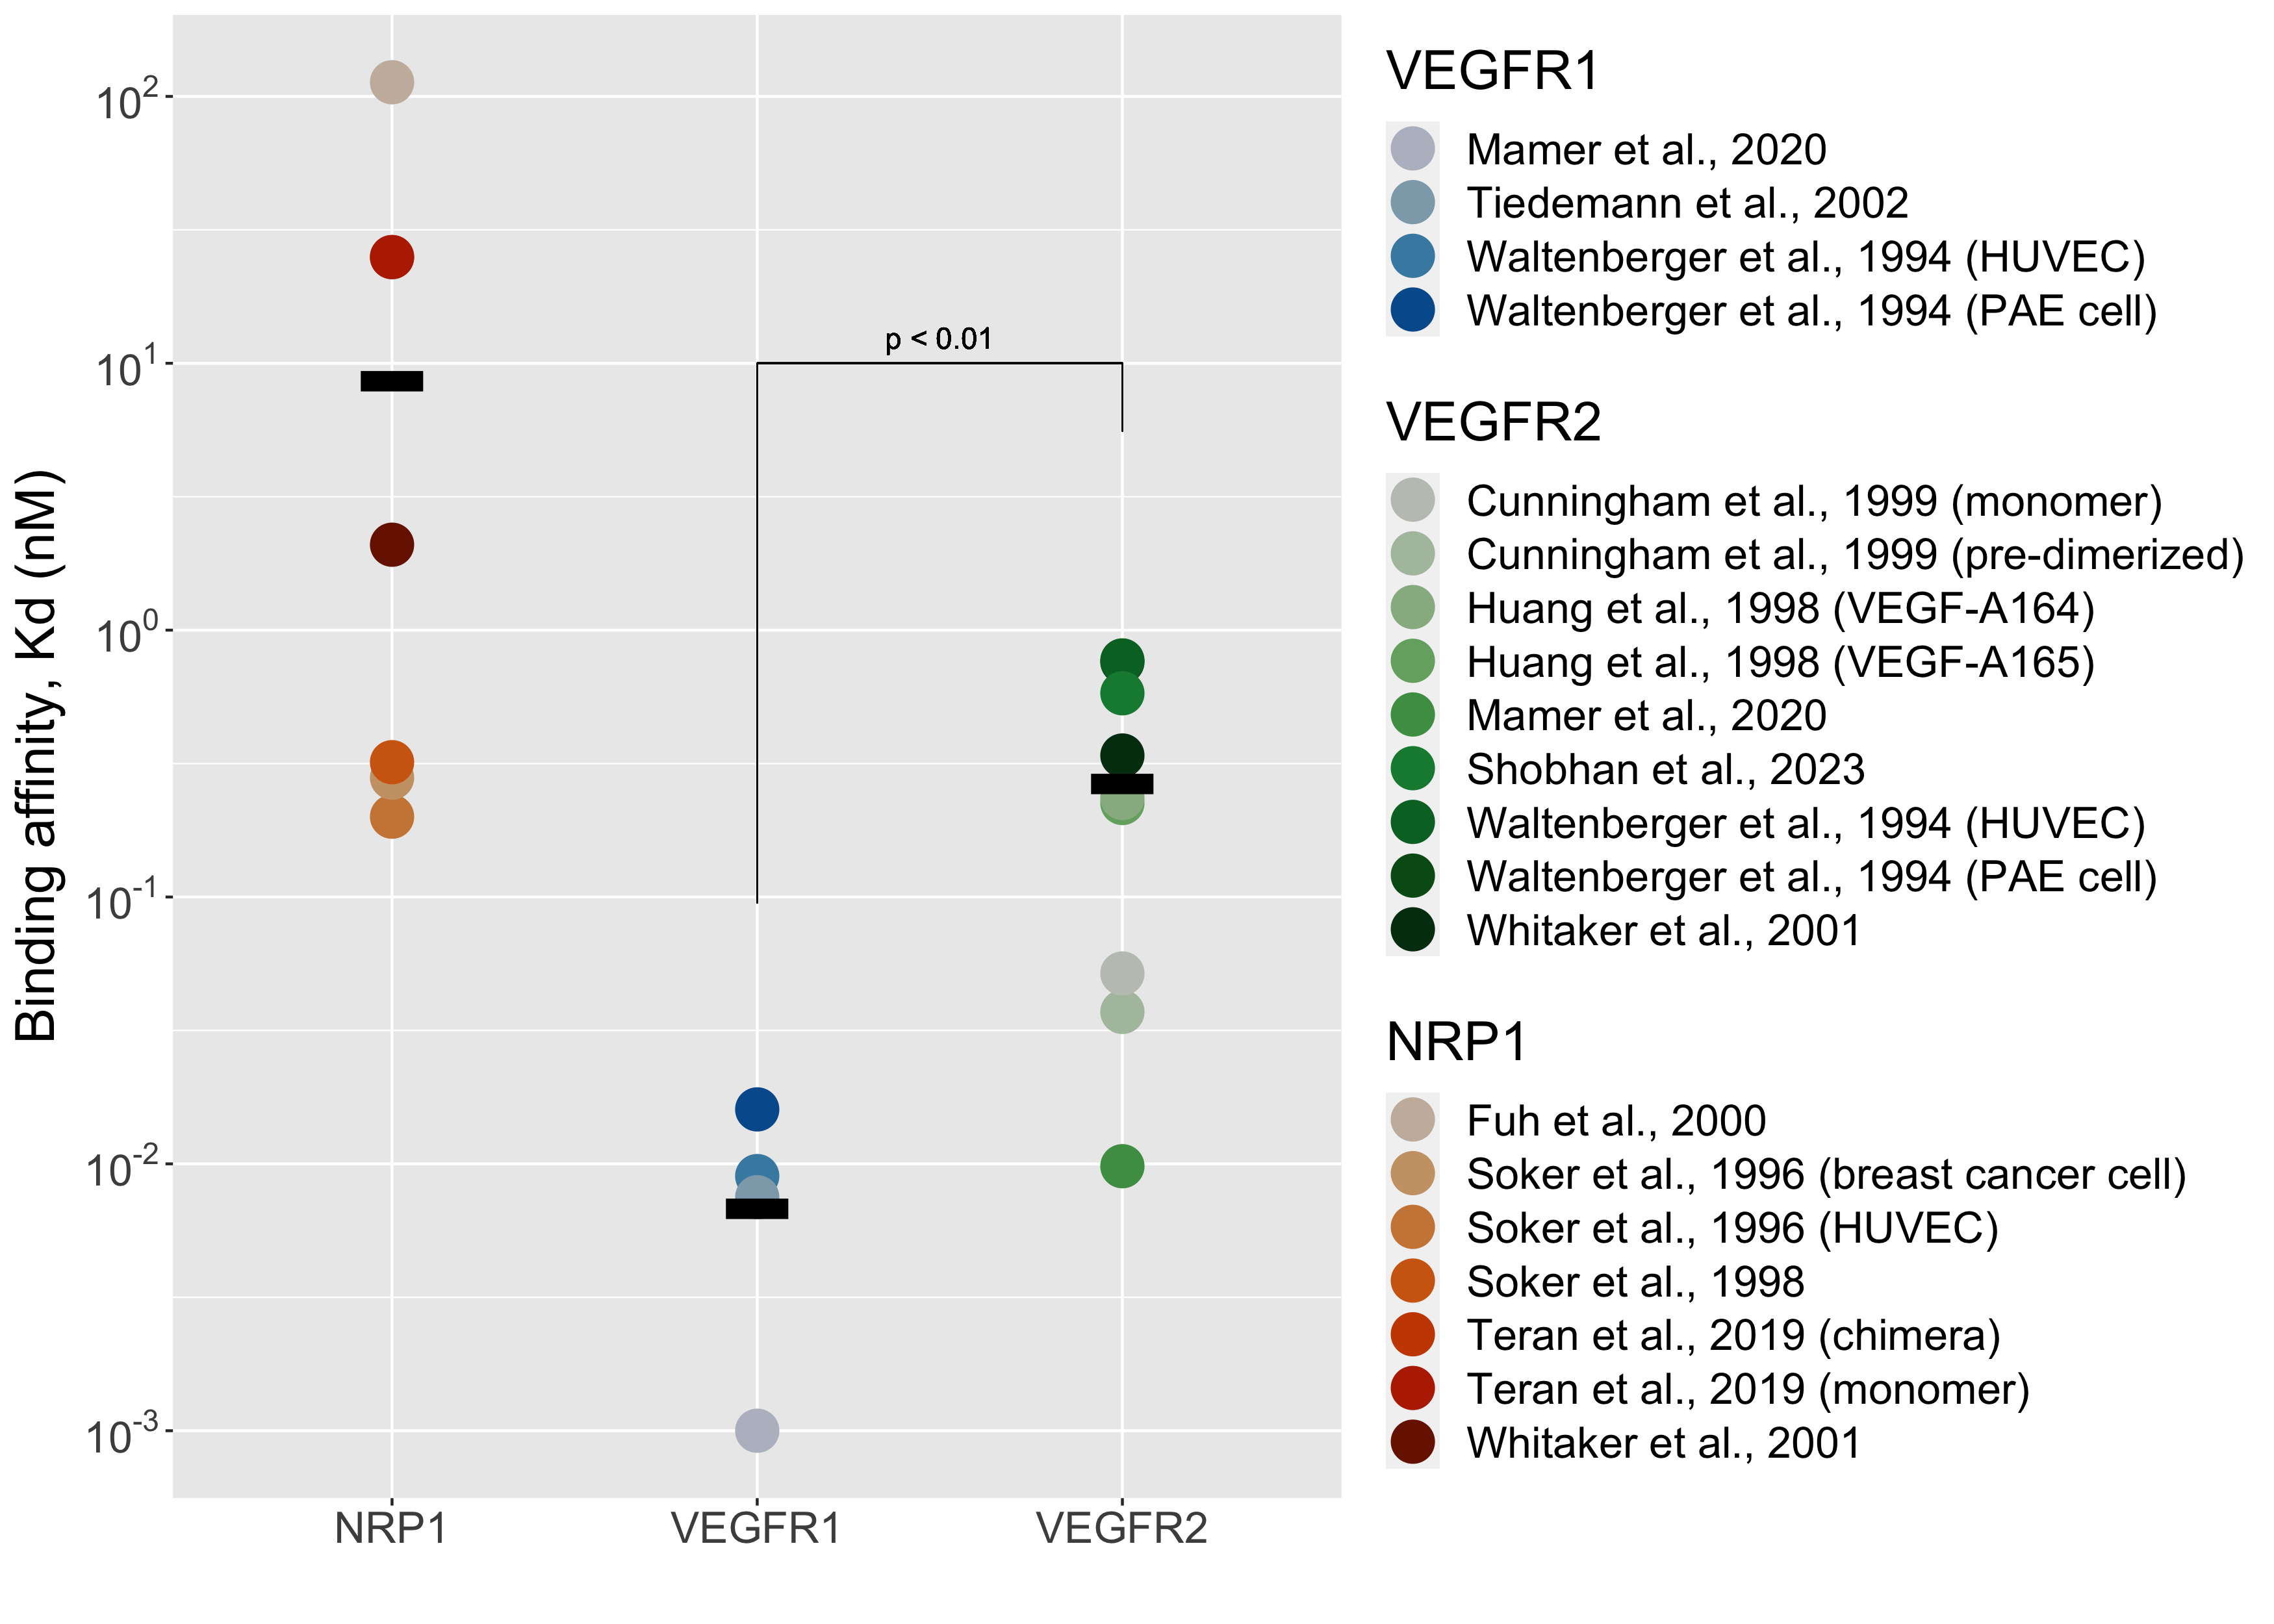 Binding affinity, Kd (nM)
10²
10¹
10⁰
10⁻¹
10⁻²
10⁻³
p < 0.01
NRP1
VEGFR1
VEGFR2
VEGFR1
Mamer et al., 2020
Tiedemann et al., 2002
Waltenberger et al., 1994 (HUVEC)
Waltenberger et al., 1994 (PAE cell)
VEGFR2
Cunningham et al., 1999 (monomer)
Cunningham et al., 1999 (pre-dimerized)
Huang et al., 1998 (VEGF-A164)
Huang et al., 1998 (VEGF-A165)
Mamer et al., 2020
Shobhan et al., 2023
Waltenberger et al., 1994 (HUVEC)
Waltenberger et al., 1994 (PAE cell)
Whitaker et al., 2001
NRP1
Fuh et al., 2000
Soker et al., 1996 (breast cancer cell)
Soker et al., 1996 (HUVEC)
Soker et al., 1998
Teran et al., 2019 (chimera)
Teran et al., 2019 (monomer)
Whitaker et al., 2001